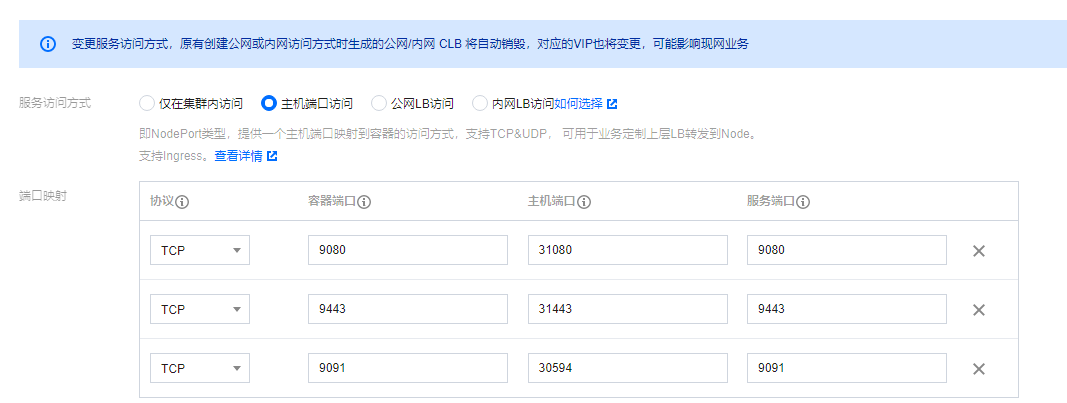 变更服务访问方式，原有创建公网或内网访问方式时生成的公网/内网 CLB 将自动销毁，对应的VIP也将变更，可能影响现网业务
服务访问方式 仅在集群内访问 主机端口访问 公网LB访问 内网LB访问如何选择
即NodePort类型，提供一个主机端口映射到容器的访问方式，支持TCP&UDP， 可用于业务定制上层LB转发到Node。
支持Ingress。查看详情
端口映射 协议 容器端口 主机端口 服务端口
TCP 9080 31080 9080
TCP 9443 31443 9443
TCP 9091 30594 9091